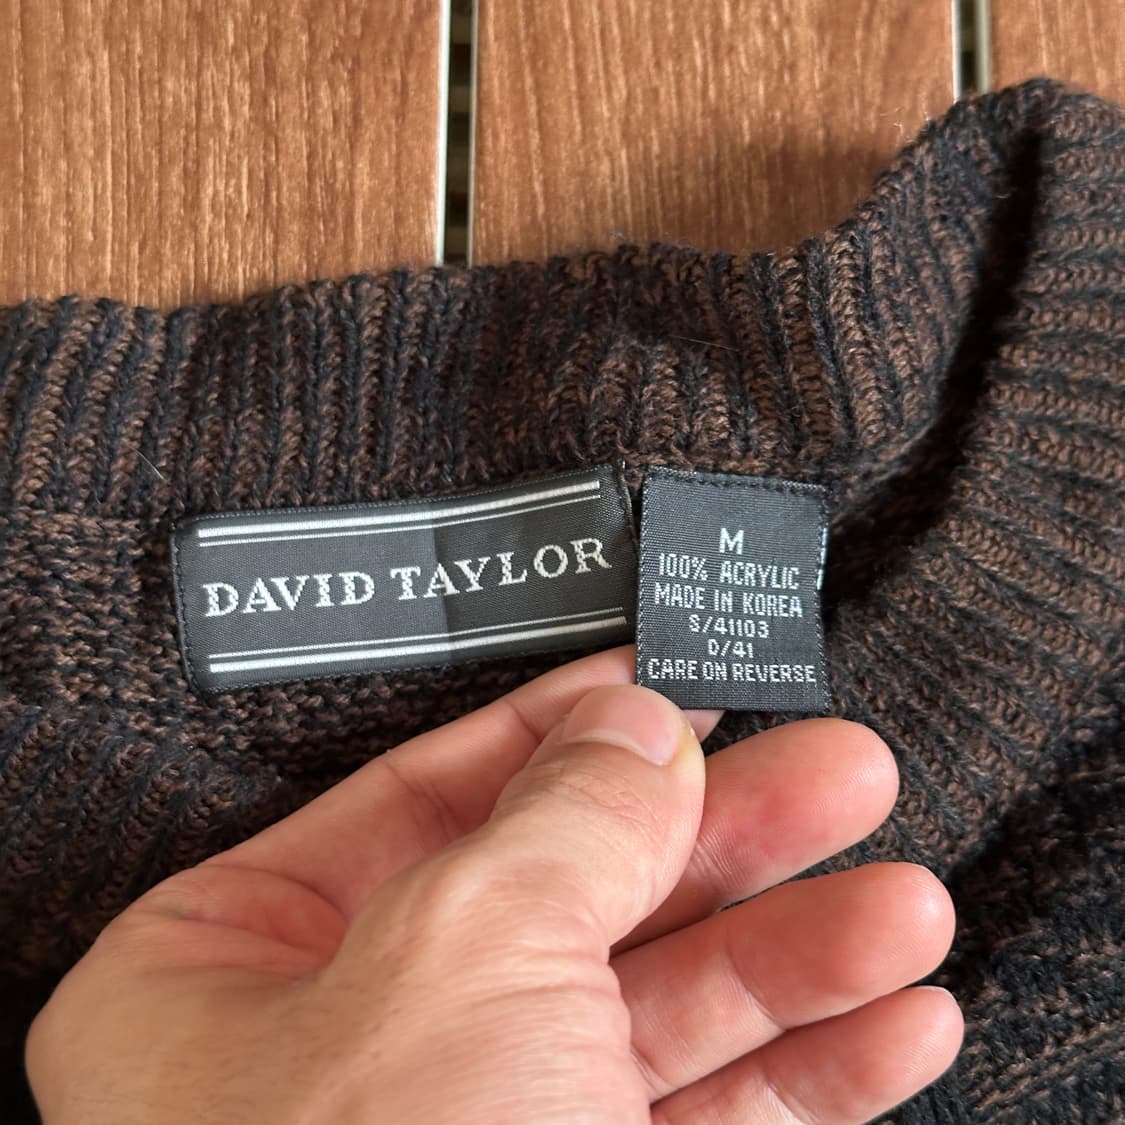 DAVID TAYLOR
M
100% ACRYLIC
MADE IN KOREA
S/41103
D/41
CARE ON REVERSE